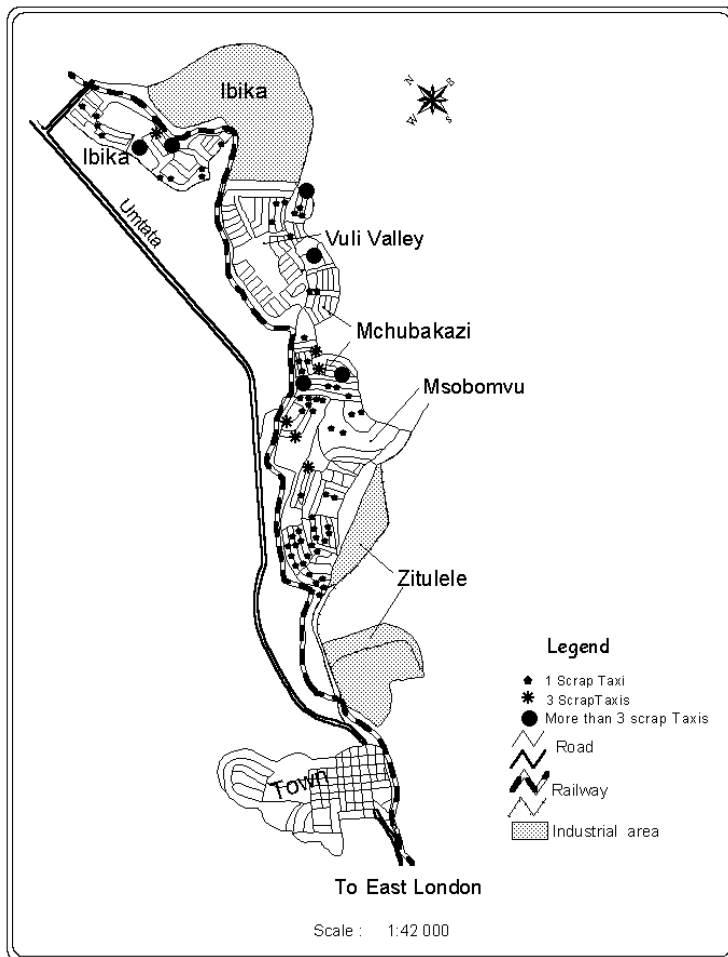 Ibika
N
E
W
S
Ibika
Umtata
Vuli Valley
Mchubakazi
Msobomvu
Zitulele
Legend
1 Scrap Taxi
3 ScrapTaxis
More than 3 scrap Taxis
Road
Railway
Industrial area
Town
To East London
Scale : 1:42 000